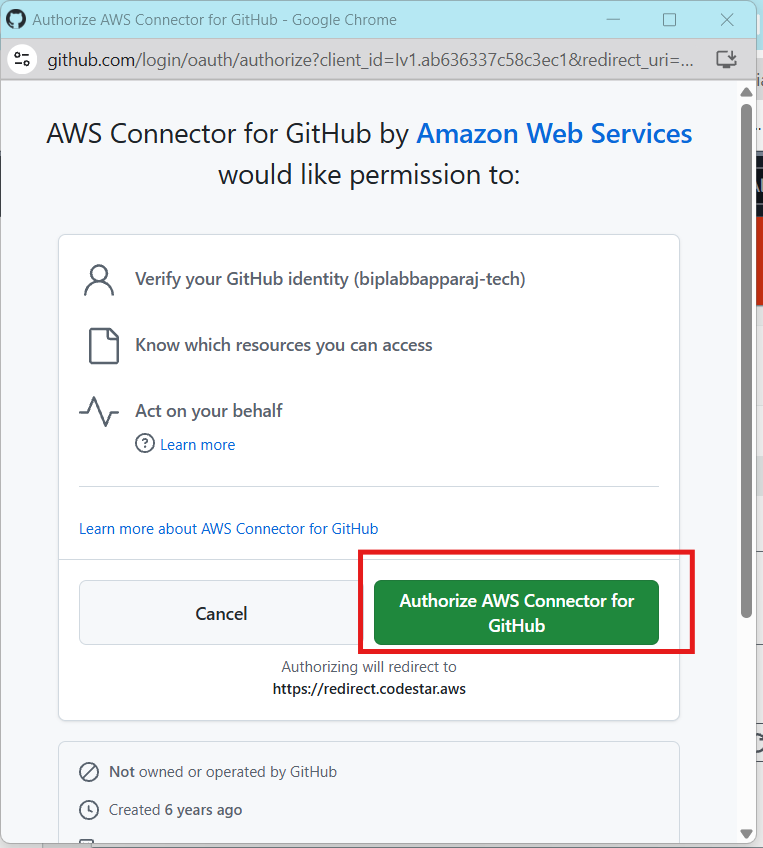 Authorize AWS Connector for GitHub - Google Chrome
github.com/login/oauth/authorize?client_id=Iv1.ab636337c58c3ec1&redirect_uri=...
AWS Connector for GitHub by Amazon Web Services
would like permission to:
Verify your GitHub identity (biplabbapparaj-tech)
Know which resources you can access
Act on your behalf
Learn more
Learn more about AWS Connector for GitHub
Cancel
Authorize AWS Connector for
GitHub
Authorizing will redirect to
https://redirect.codestar.aws
Not owned or operated by GitHub
Created 6 years ago